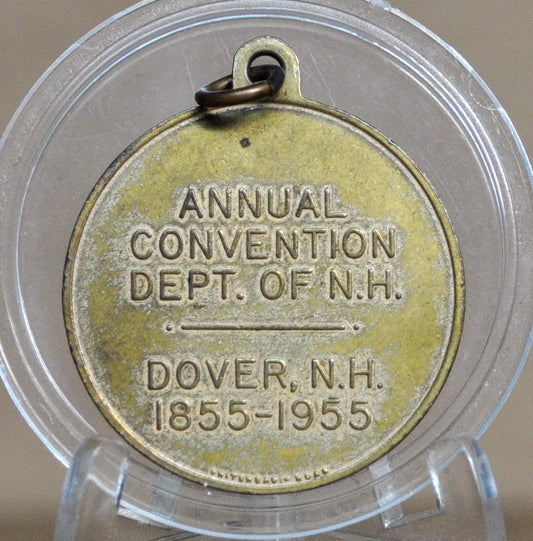 ANNUAL
CONVENTION
DEPT. OF N.H.
DOVER, N.H.
1855-1955